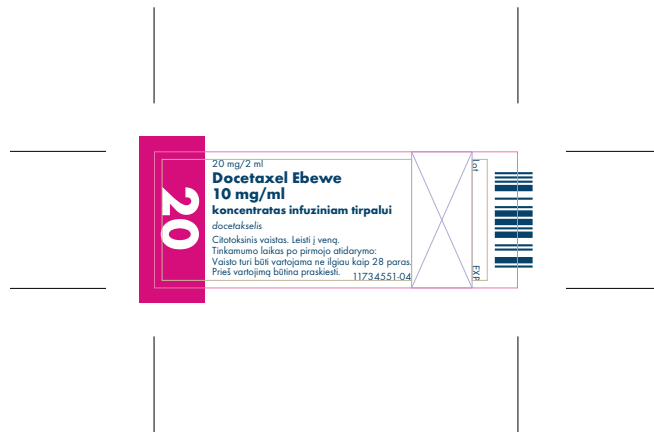 20
20 mg/2 ml
Docetaxel Ebewe
10 mg/ml
koncentratas infuziniam tirpalui
docetakselis
Citotoksinis vaistas. Leisti į veną.
Tinkamumo laikas po pirmojo atidarymo:
Vaisto turi būti vartojama ne ilgiau kaip 28 paras.
Prieš vartojimą būtina praskiesti.
11734551-04
Lot
EXP